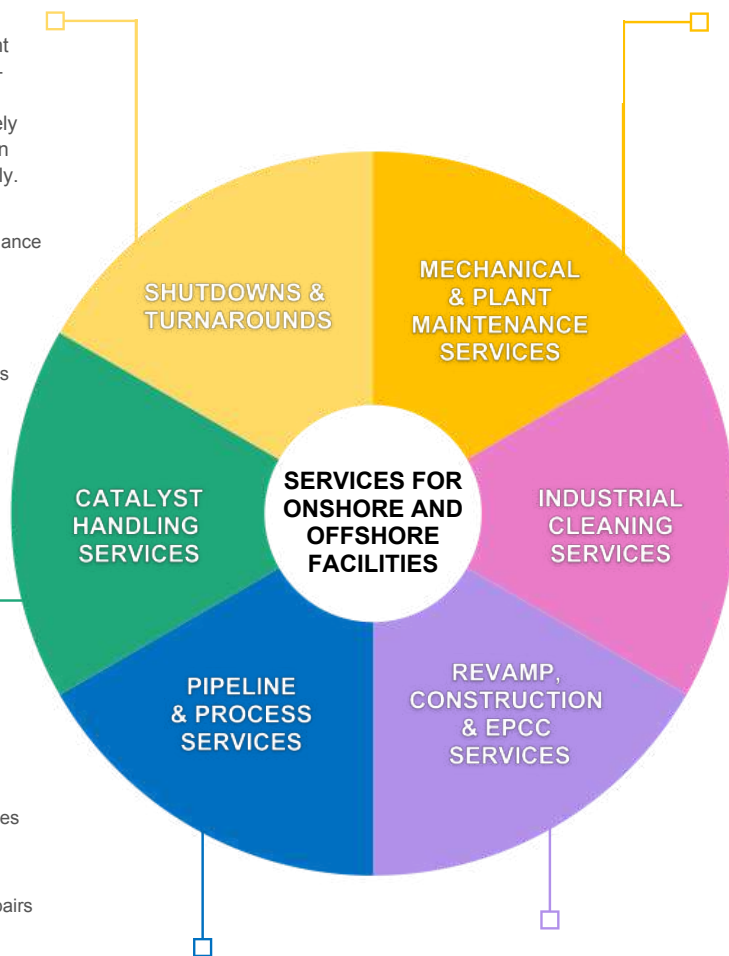 ly.
SHUTDOWNS &
TURNAROUNDS
MECHANICAL
& PLANT
MAINTENANCE
SERVICES
CATALYST
HANDLING
SERVICES
SERVICES FOR
ONSHORE AND
OFFSHORE
FACILITIES
INDUSTRIAL
CLEANING
SERVICES
PIPELINE
& PROCESS
SERVICES
REVAMP,
CONSTRUCTION
& EPCC
SERVICES